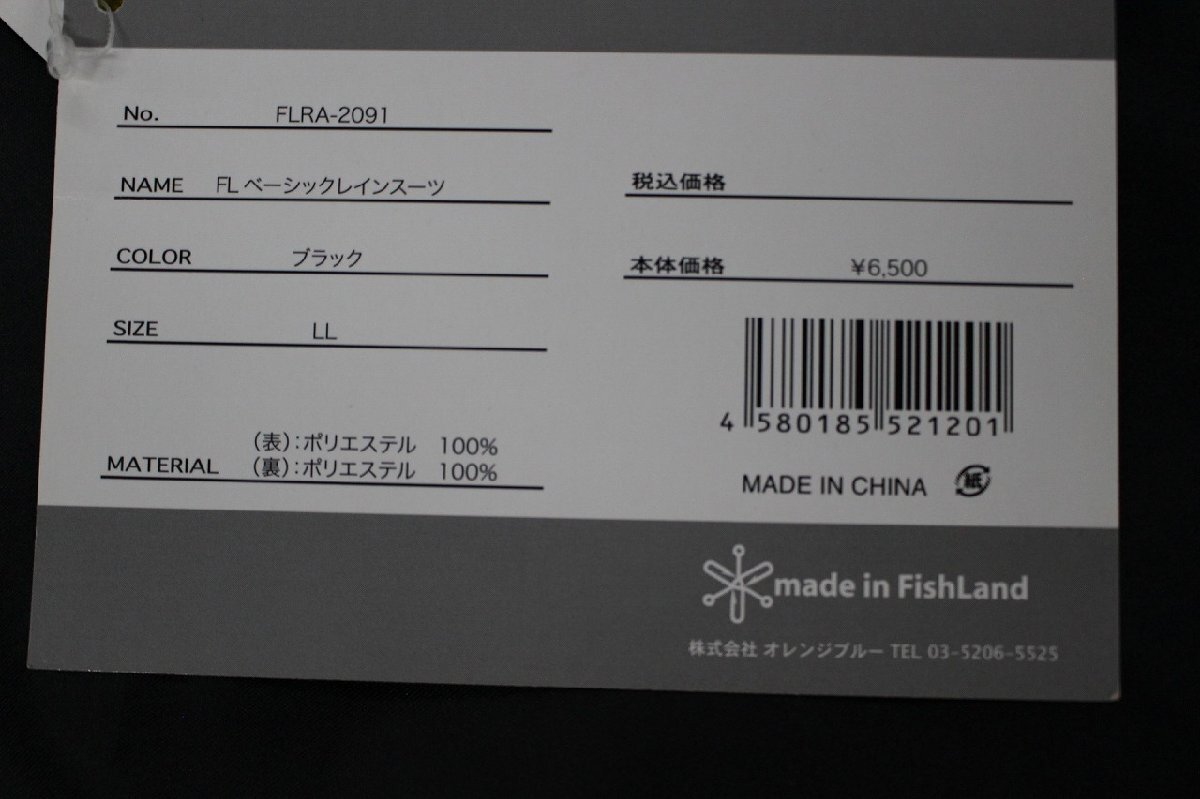 No. FLRA-2091
NAME FL ベーシックレインスーツ
COLOR ブラック
SIZE LL
MATERIAL (表):ポリエステル 100%
(裏):ポリエステル 100%
税込価格
本体価格 ¥6,500
4 580185 521201
MADE IN CHINA 紙
made in FishLand
株式会社 オレンジブルー TEL 03-5206-5525